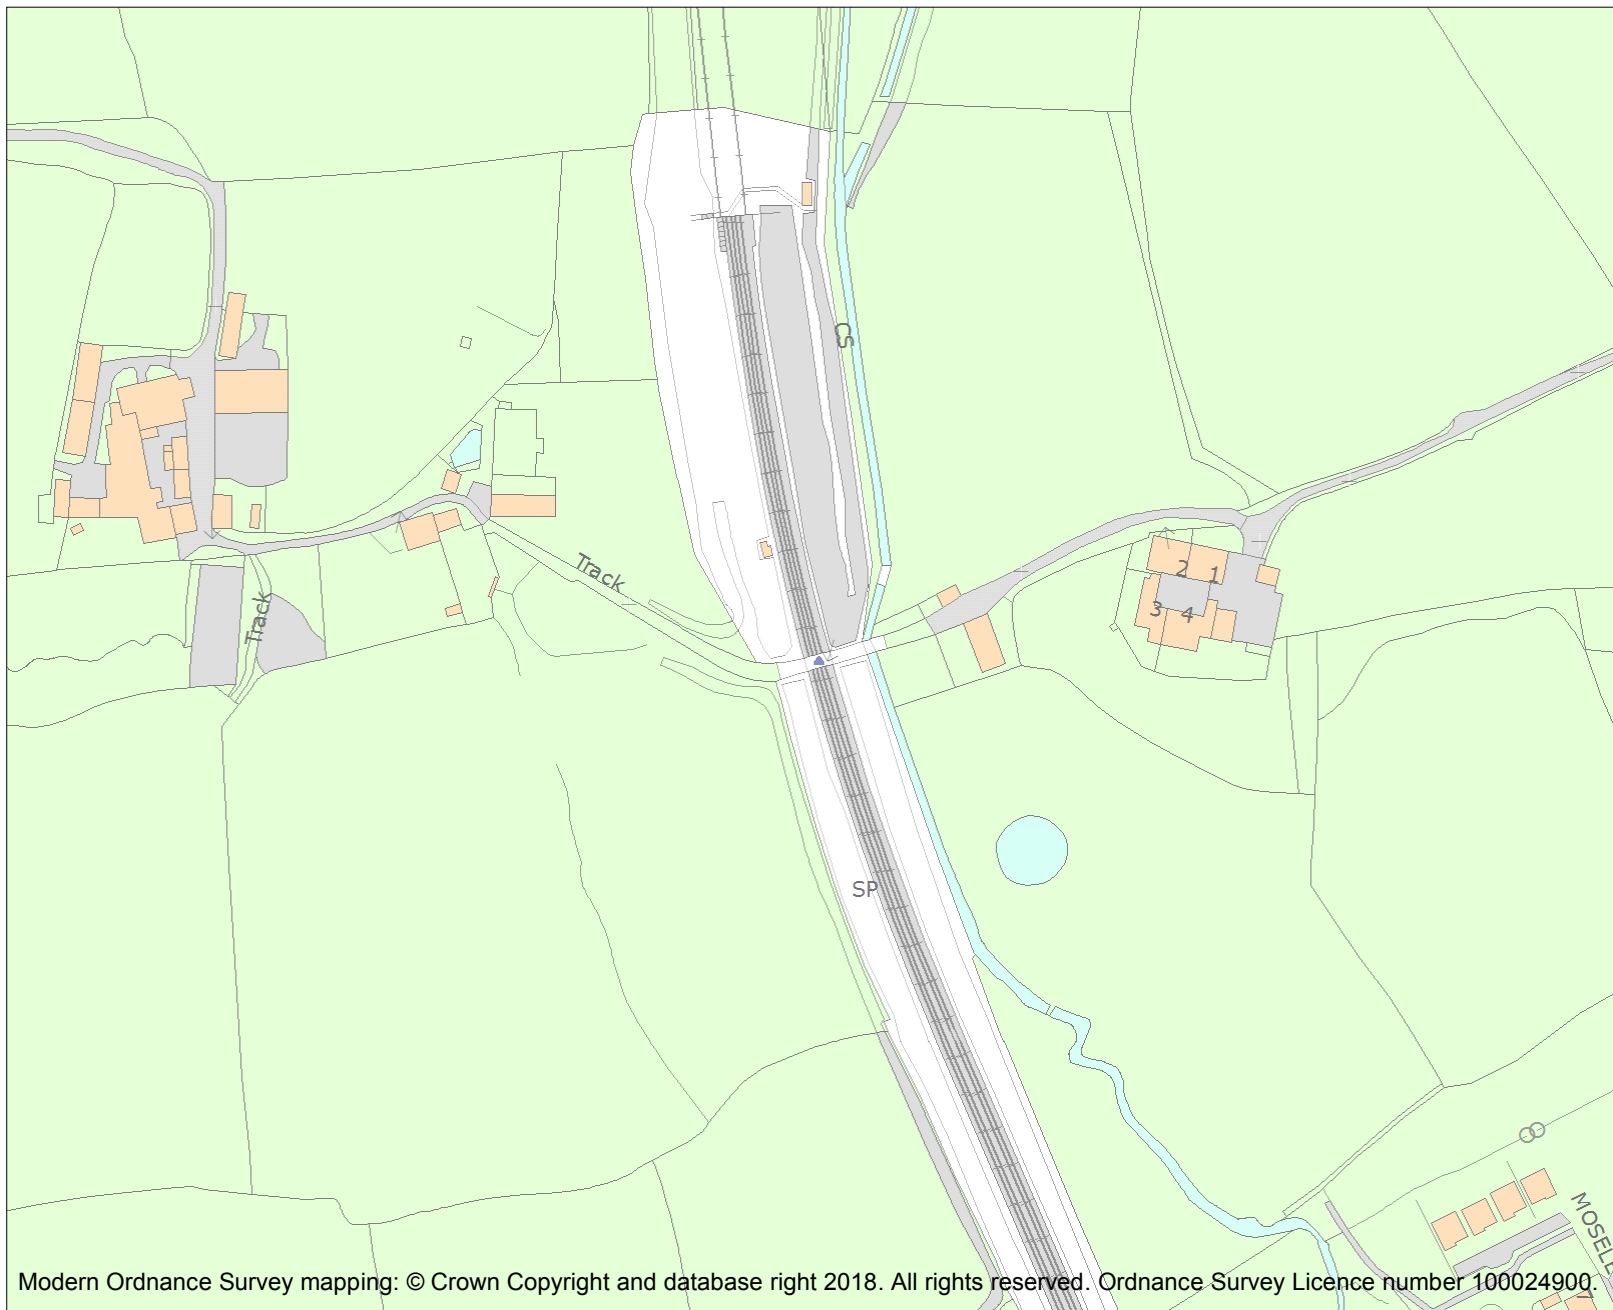 CS
Track
2
1
3
4
Track
SP
MOSELL
Modern Ordnance Survey mapping: © Crown Copyright and database right 2018. All rights reserved. Ordnance Survey Licence number 100024900.